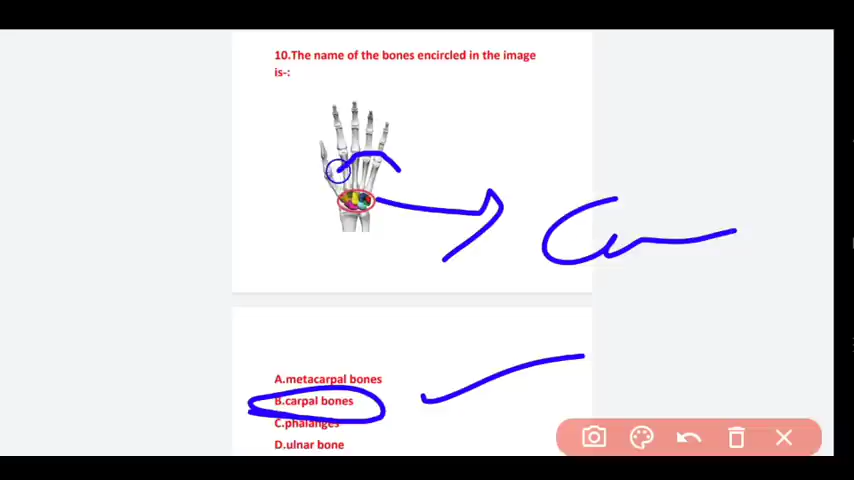 10.The name of the bones encircled in the image
is-:
A.metacarpal bones
B.carpal bones
C.phalanges
D.ulnar bone